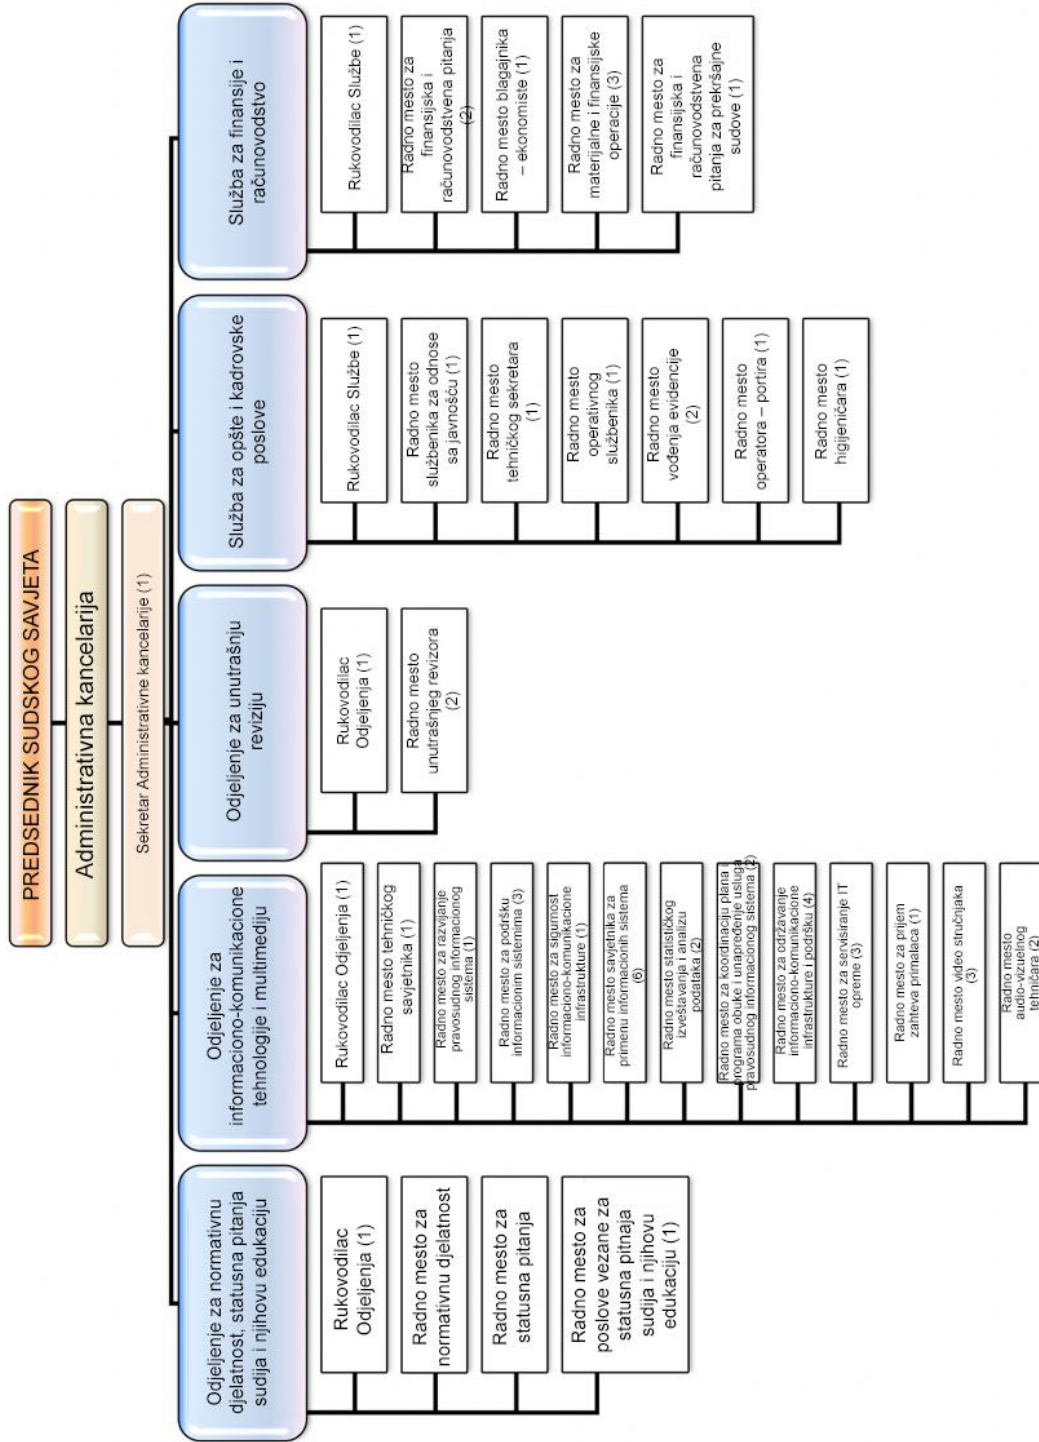 PREDSEDNIK SUDSKOG SAVJETA
Administrativna kancelarija
Sekretar Administrativne kancelarije (1)
Odjeljenje za normativnu
djelatnost, statusna pitanja
sudija i njihovu edukaciju
Rukovodilac
Odjeljenja (1)
Radno mesto za
normativnu djelatnost
Radno mesto za
statusna pitanja
Radno mesto za
poslove vezane za
statusna pitnaja
sudija i njihovu
edukaciju (1)
Odjeljenje za
informaciono-komunikacione
tehnologije i multimediju
Rukovodilac Odjeljenja (1)
Radno mesto tehničkog
savjetnika (1)
Radno mesto za razvijanje
pravosudnog informacionog
sistema (1)
Radno mesto za podršku
informacionim sistemima (3)
Radno mesto za sigurnost
informaciono-komunikacione
infrastrukture (1)
Radno mesto savjetnika za
primenu informacionih sistema
(6)
Radno mesto statističkog
izveštavanja i analizu
podataka (2)
Radno mesto za koordinaciju plana i
programa obuke i unapređenje usluga
pravosudnog informacionog sistema (2)
Radno mesto za održavanje
informaciono-komunikacione
infrastrukture i podršku (4)
Radno mesto za servisiranje IT
opreme (3)
Radno mesto za prijem
zahteva primalaca (1)
Radno mesto video stručnjaka
(3)
Radno mesto
audio-vizuelnog
tehničara (2)
Odjeljenje za unutrašnju
reviziju
Rukovodilac
Odjeljenja (1)
Radno mesto
unutrašnjeg revizora
(2)
Služba za opšte i kadrovske
poslove
Rukovodilac Službe (1)
Radno mesto
službenika za odnose
sa javnošću (1)
Radno mesto
tehničkog sekretara
(1)
Radno mesto
operativnog
službenika (1)
Radno mesto
vođenja evidencije
(2)
Radno mesto
operatora – portira (1)
Radno mesto
higijeničara (1)
Služba za finansije i
računovodstvo
Rukovodilac Službe (1)
Radno mesto za
finansijska i
računovodstvena pitanja
(2)
Radno mesto blagajnika
– ekonomiste (1)
Radno mesto za
materijalne i finansijske
operacije (3)
Radno mesto za
finansijska i
računovodstvena
pitanja za prekršajne
sudove (1)